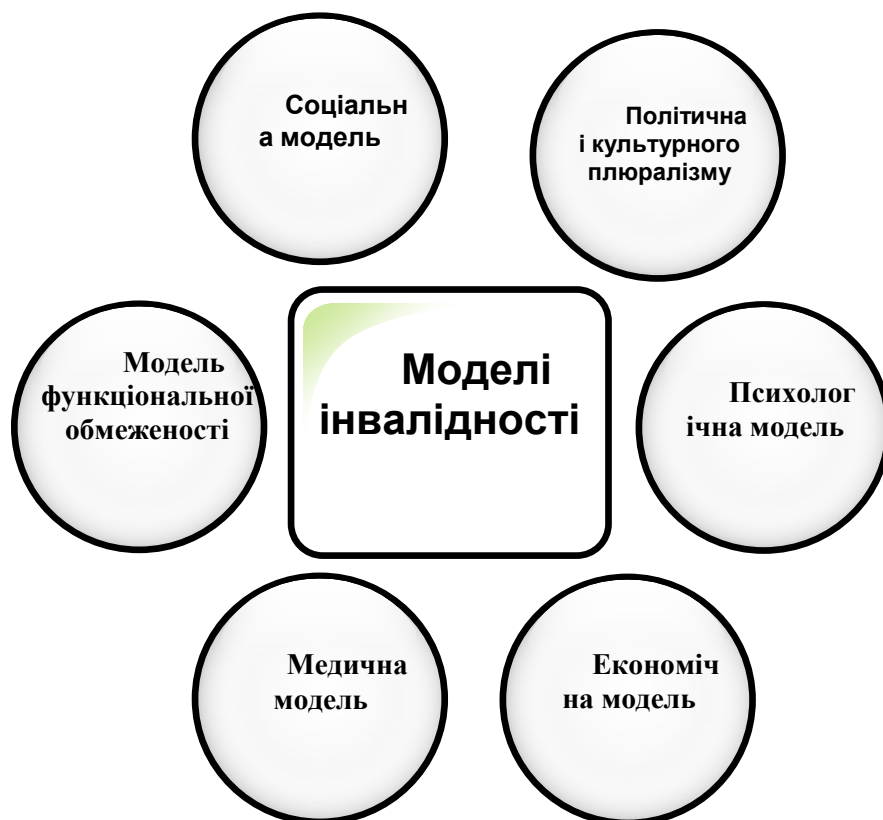 Соціальн
а модель
Політична
і культурного
плюралізму
Модель
функціональної
обмеженості
Моделі
інвалідності
Психолог
ічна модель
Медична
модель
Економіч
на модель